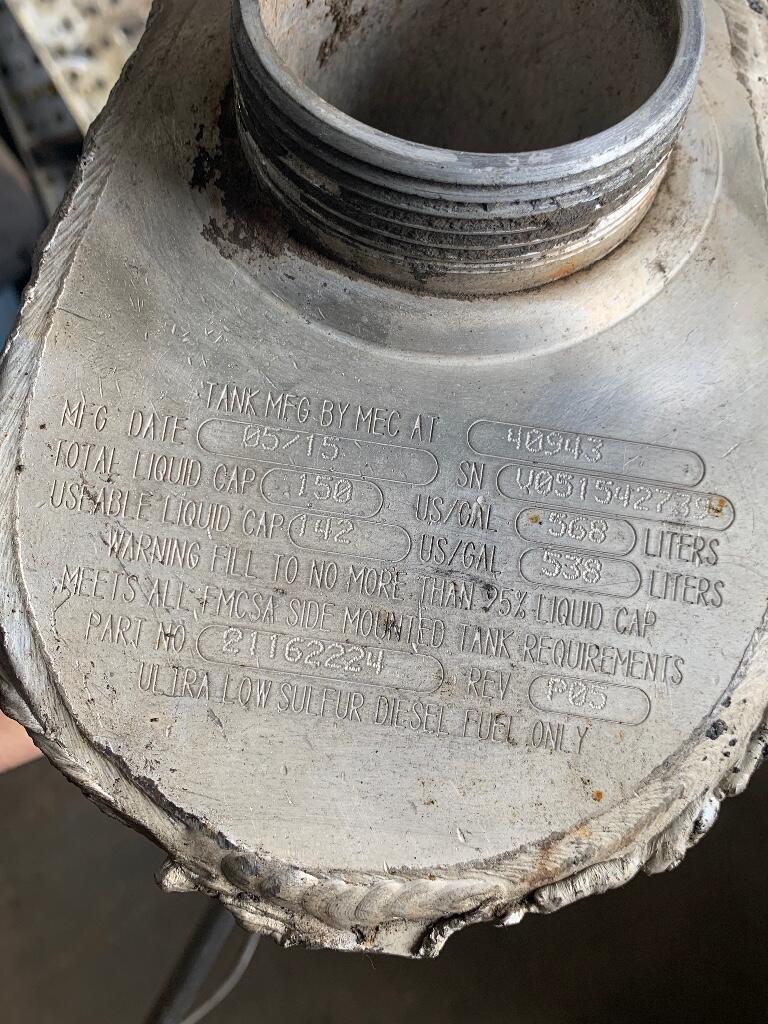 TANK MFG BY MEC AT 40943
MFG DATE 05/15 SN V051542739
TOTAL LIQUID CAP 150 US/GAL 568 LITERS
USEABLE LIQUID CAP 142 US/GAL 538 LITERS
WARNING FILL TO NO MORE THAN 95% LIQUID CAP
MEETS ALL FMCSA SIDE MOUNTED TANK REQUIREMENTS
PART NO 21162224 REV P05
ULTRA LOW SULFUR DIESEL FUEL ONLY